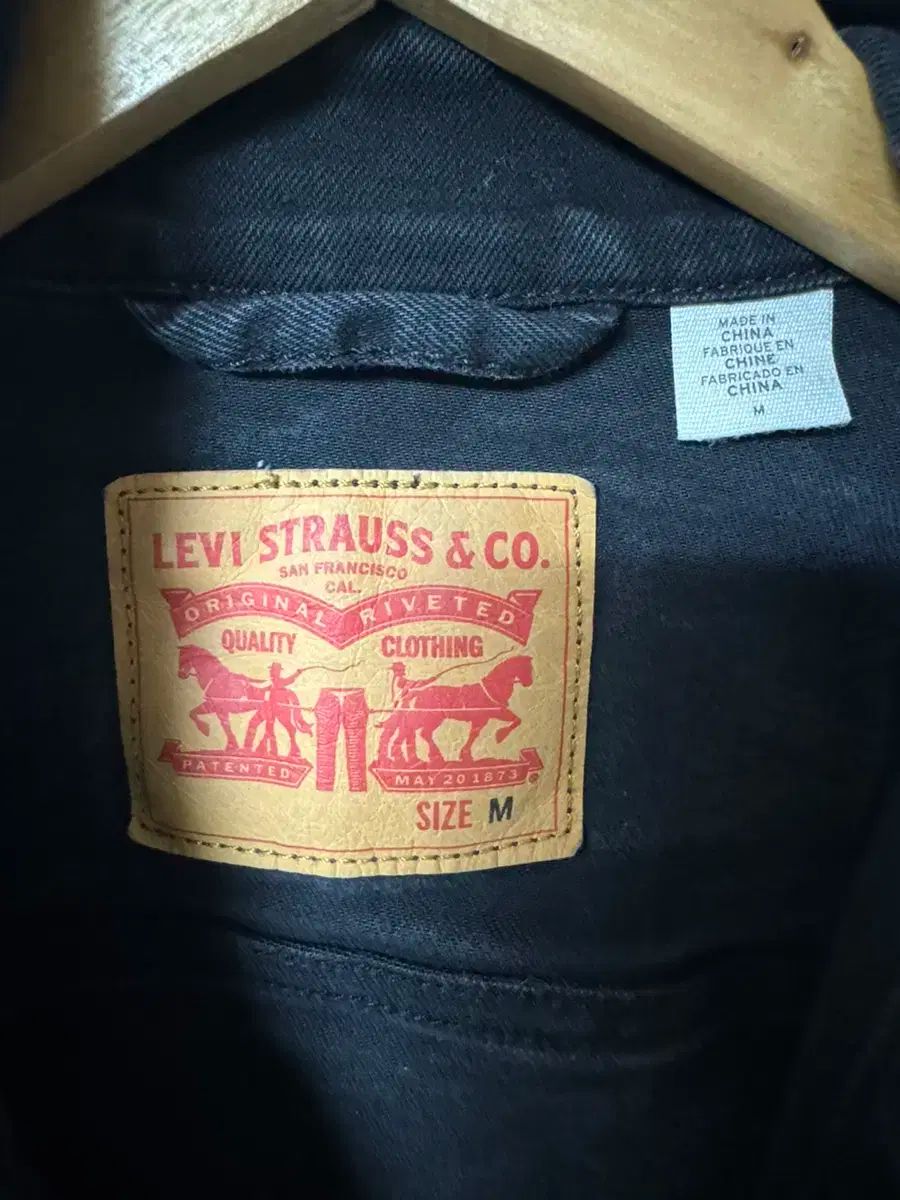 MADE IN
CHINA
FABRIQUE EN
CHINE
FABRICADO EN
CHINA
M
LEVI STRAUSS & CO.
SAN FRANCISCO
CAL.
ORIGINAL RIVETED
QUALITY CLOTHING
PATENTED MAY 20 1873
SIZE M